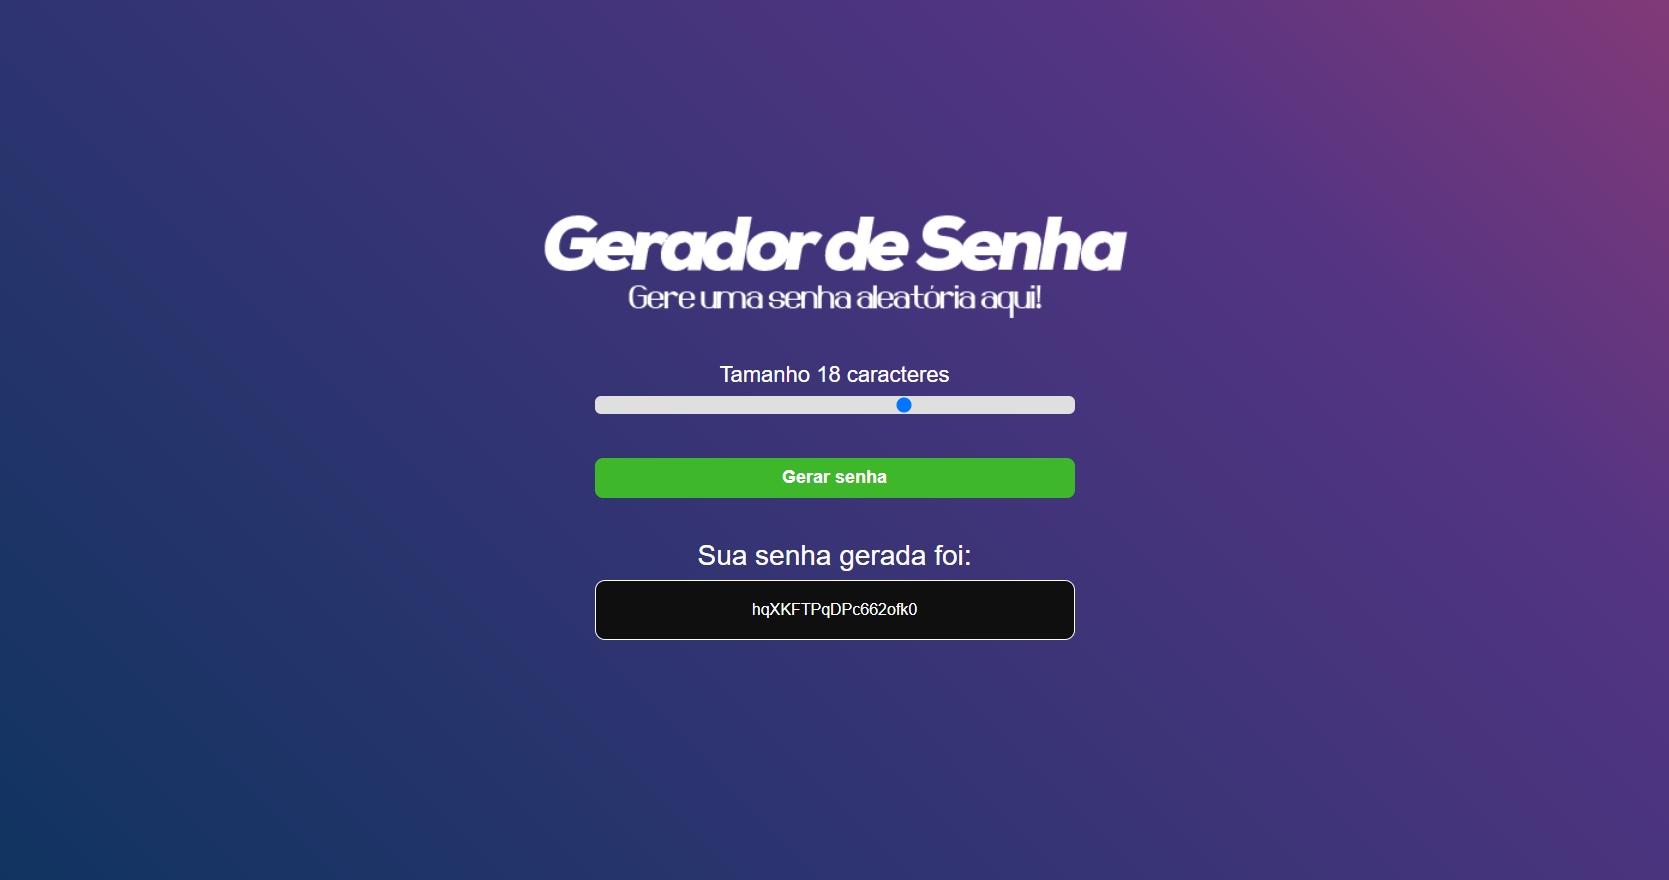 Gerador de Senha
Gere uma senha aleatória aqui!
Tamanho 18 caracteres
Gerar senha
Sua senha gerada foi:
hqXKFTPqDPc662ofk0